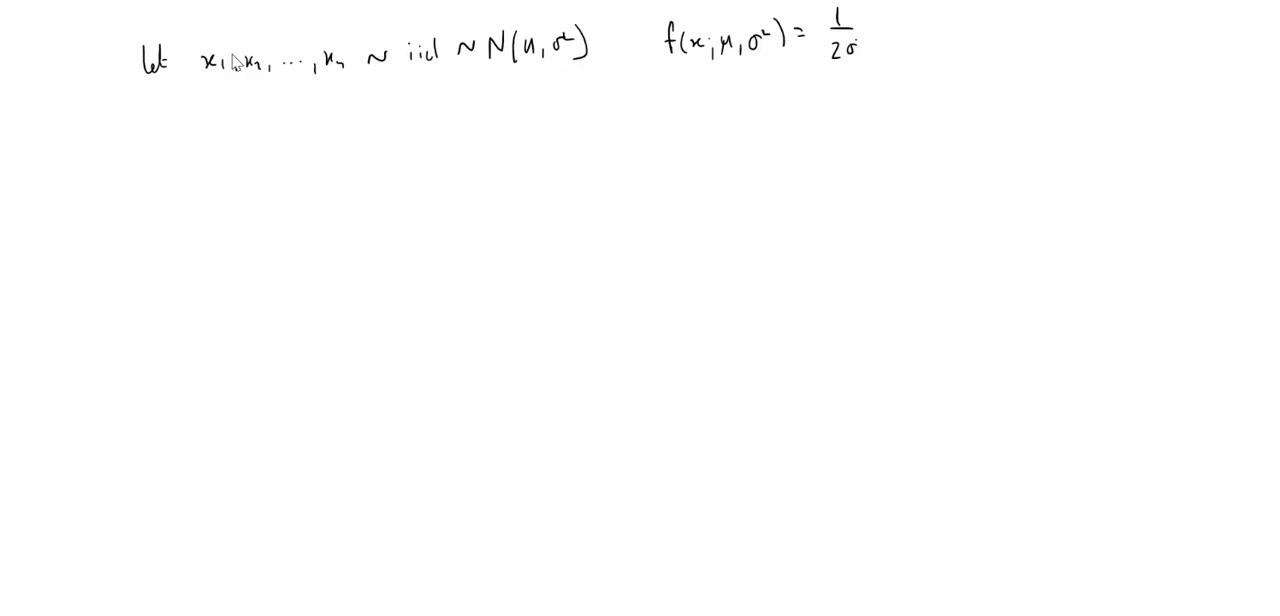 let x₁, x₂, ..., xₙ ~ iid ~ N(μ, σ²) f(x; μ, σ²) = 1/2σ